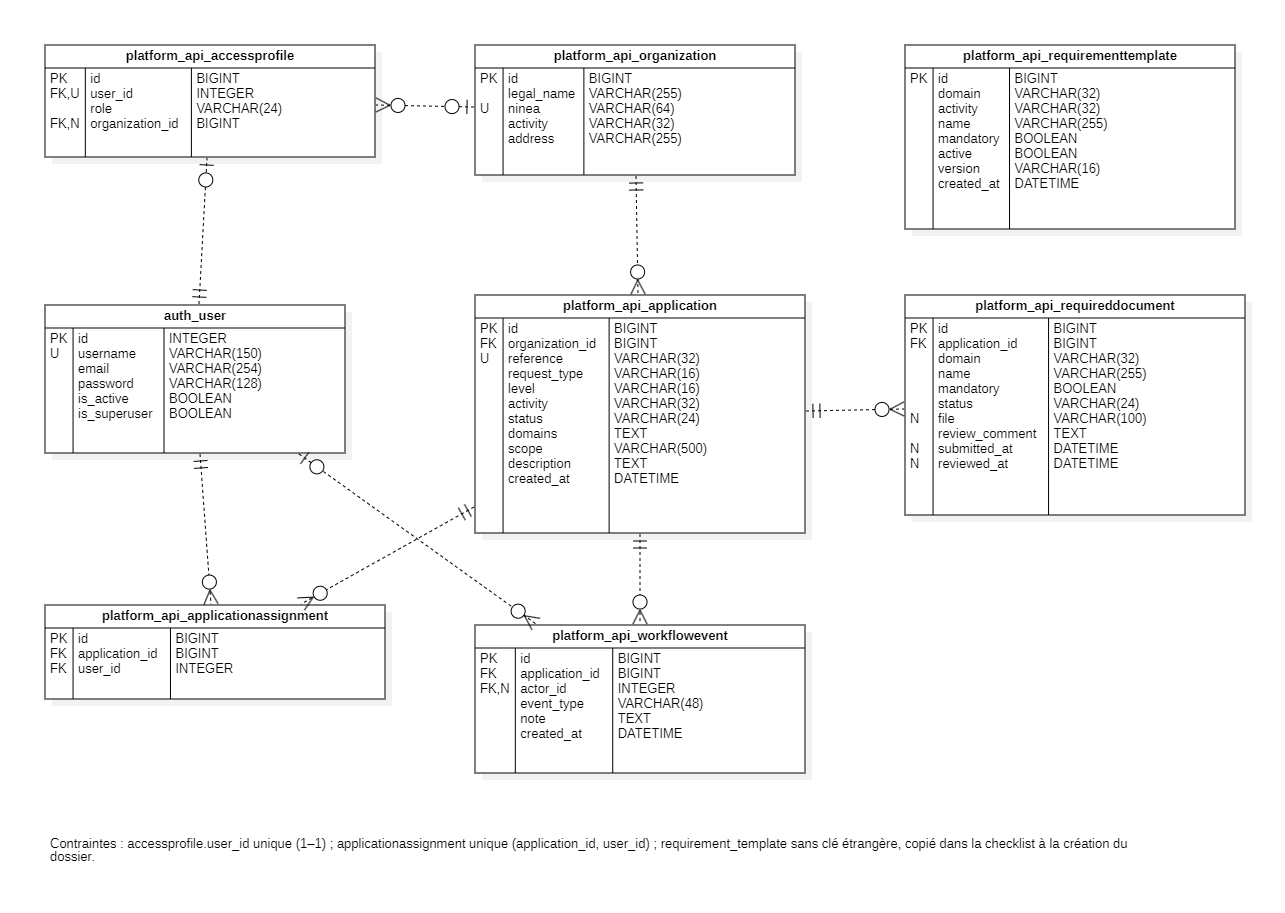 platform_api_accessprofile
PK id BIGINT
FK,U user_id INTEGER
role VARCHAR(24)
FK,N organization_id BIGINT
platform_api_organization
PK id BIGINT
legal_name VARCHAR(255)
U ninea VARCHAR(64)
activity VARCHAR(32)
address VARCHAR(255)
platform_api_requirementtemplate
PK id BIGINT
domain VARCHAR(32)
activity VARCHAR(32)
name VARCHAR(255)
mandatory BOOLEAN
active BOOLEAN
version VARCHAR(16)
created_at DATETIME
auth_user
PK id INTEGER
U username VARCHAR(150)
email VARCHAR(254)
password VARCHAR(128)
is_active BOOLEAN
is_superuser BOOLEAN
platform_api_application
PK id BIGINT
FK organization_id BIGINT
U reference VARCHAR(32)
request_type VARCHAR(16)
level VARCHAR(16)
activity VARCHAR(32)
status VARCHAR(24)
domains TEXT
scope VARCHAR(500)
description TEXT
created_at DATETIME
platform_api_requireddocument
PK id BIGINT
FK application_id BIGINT
domain VARCHAR(32)
name VARCHAR(255)
mandatory BOOLEAN
status VARCHAR(24)
N file VARCHAR(100)
review_comment TEXT
N submitted_at DATETIME
N reviewed_at DATETIME
platform_api_applicationassignment
PK id BIGINT
FK application_id BIGINT
FK user_id INTEGER
platform_api_workflowevent
PK id BIGINT
FK application_id BIGINT
FK,N actor_id INTEGER
event_type VARCHAR(48)
note TEXT
created_at DATETIME
Contraintes : accessprofile.user_id unique (1–1) ; applicationassignment unique (application_id, user_id) ; requirement_template sans clé étrangère, copié dans la checklist à la création du
dossier.